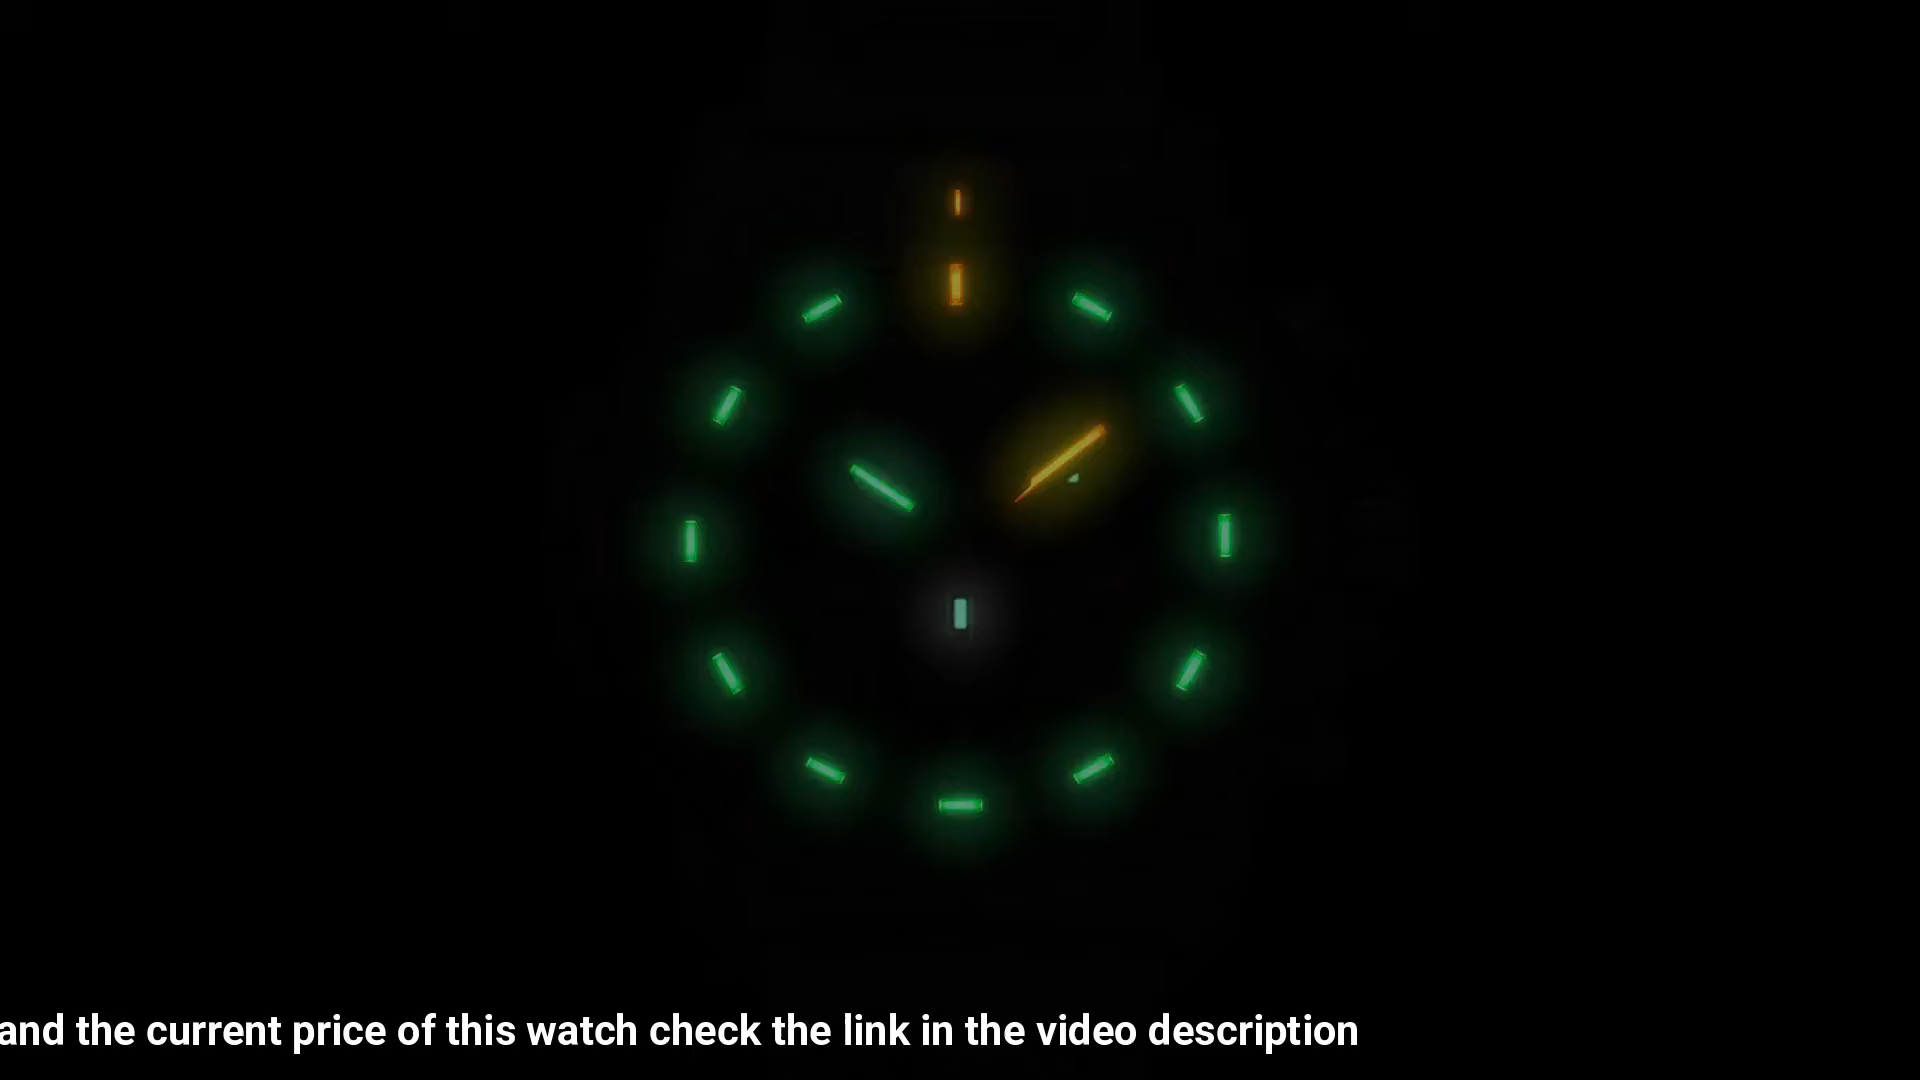 and the current price of this watch check the link in the video description